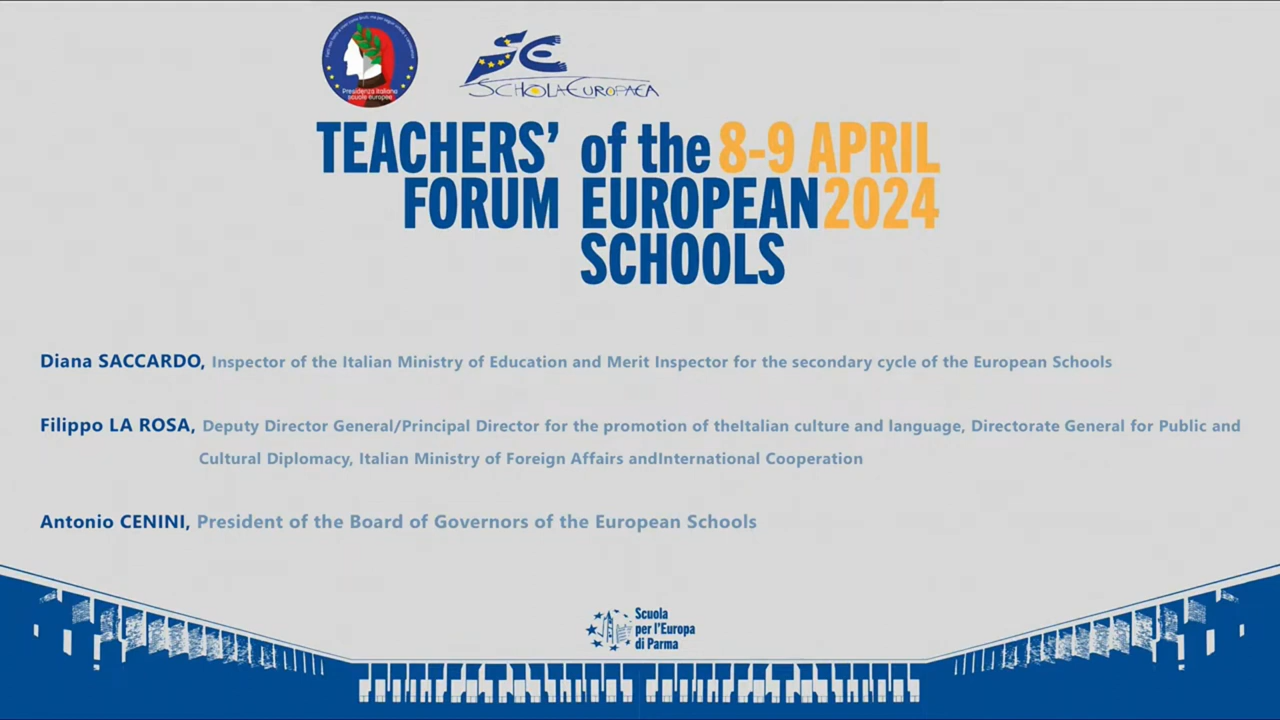 Presidenza italiana
scuole europee
SCHOLA EUROPAEA
TEACHERS' of the 8-9 APRIL
FORUM EUROPEAN 2024
SCHOOLS
Diana SACCARDO, Inspector of the Italian Ministry of Education and Merit Inspector for the secondary cycle of the European Schools
Filippo LA ROSA, Deputy Director General/Principal Director for the promotion of theItalian culture and language, Directorate General for Public and
Cultural Diplomacy, Italian Ministry of Foreign Affairs andInternational Cooperation
Antonio CENINI, President of the Board of Governors of the European Schools
Scuola
per l'Europa
di Parma